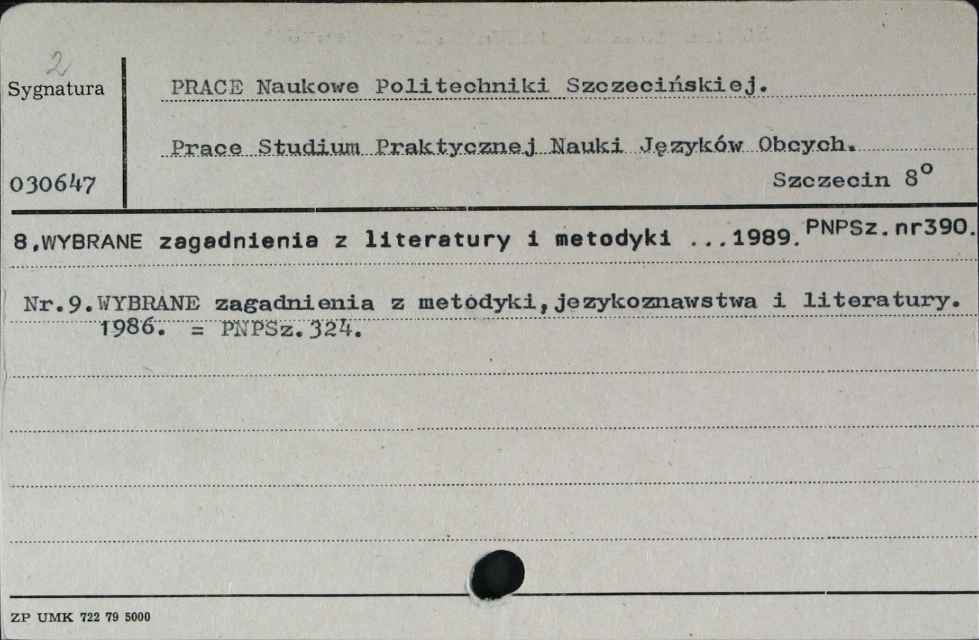 2
Sygnatura
PRACE Naukowe Politechniki Szczecińskiej.
Prace Studium Praktycznej Nauki Języków Obcych.
030647
Szczecin 8°
8,WYBRANE zagadnienia z literatury i metodyki ...1989. PNPSz.nr390.
Nr.9.WYBRANE zagadnienia z metodyki,jezykoznawstwa i literatury.
1986. = PNPSz.324.
ZP UMK 722 79 5000